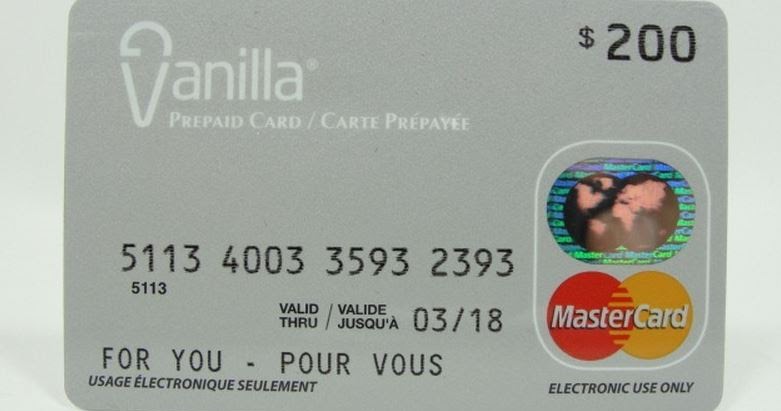 Vanilla®
$200
PREPAID CARD / CARTE PRÉPAYÉE
MasterCard
5113 4003 3593 2393
5113
VALID THRU / VALIDE JUSQU'À 03/18
MasterCard
FOR YOU - POUR VOUS
USAGE ÉLECTRONIQUE SEULEMENT
ELECTRONIC USE ONLY